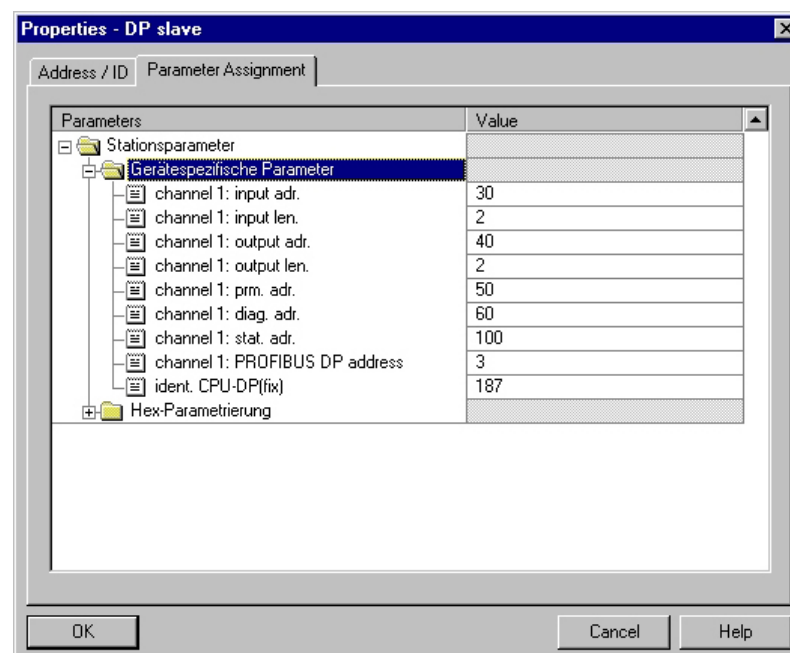 Properties - DP slave
Address / ID Parameter Assignment
Parameters Value
Stationsparameter
Gerätespezifische Parameter
channel 1: input adr. 30
channel 1: input len. 2
channel 1: output adr. 40
channel 1: output len. 2
channel 1: prm. adr. 50
channel 1: diag. adr. 60
channel 1: stat. adr. 100
channel 1: PROFIBUS DP address 3
ident. CPU-DP(fix) 187
Hex-Parametrierung
OK Cancel Help